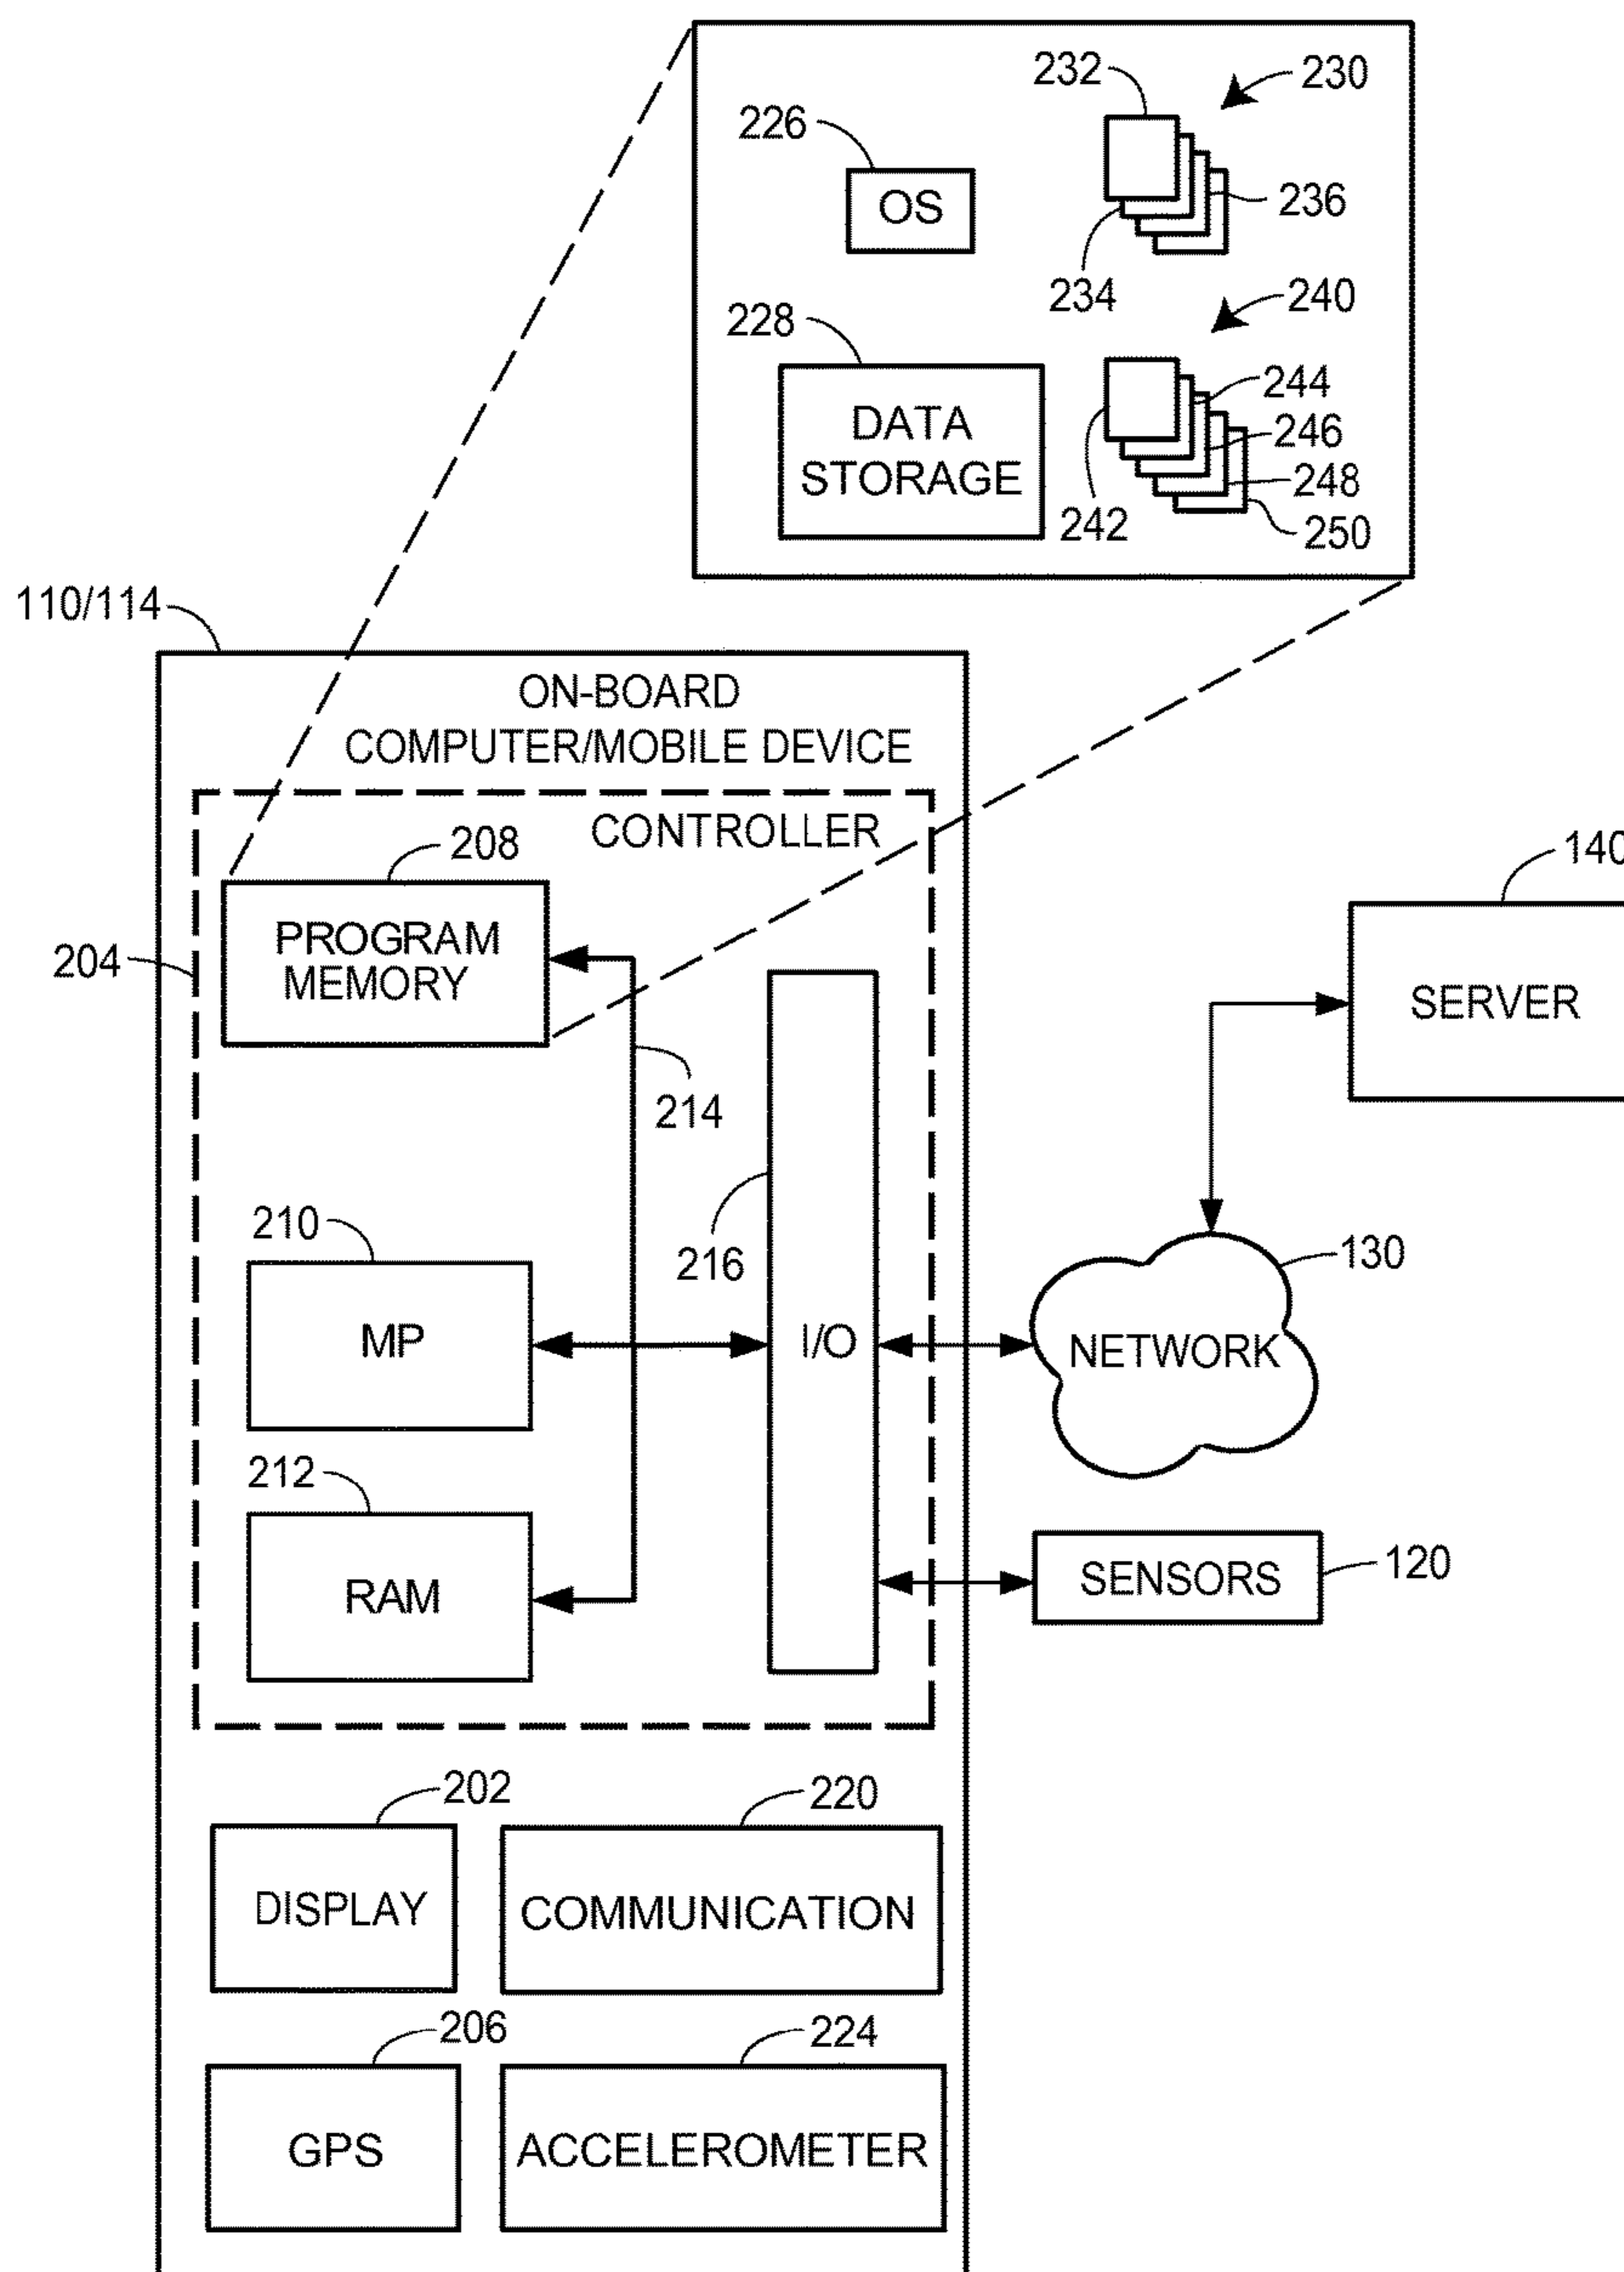 232
230
226
OS
236
234
240
228
244
DATA
STORAGE
246
248
242
250
110/114
ON-BOARD
COMPUTER/MOBILE DEVICE
CONTROLLER
208
140
PROGRAM
MEMORY
204
SERVER
214
210
216
130
MP
I/O
NETWORK
212
RAM
SENSORS
120
202
220
DISPLAY
COMMUNICATION
206
224
GPS
ACCELEROMETER